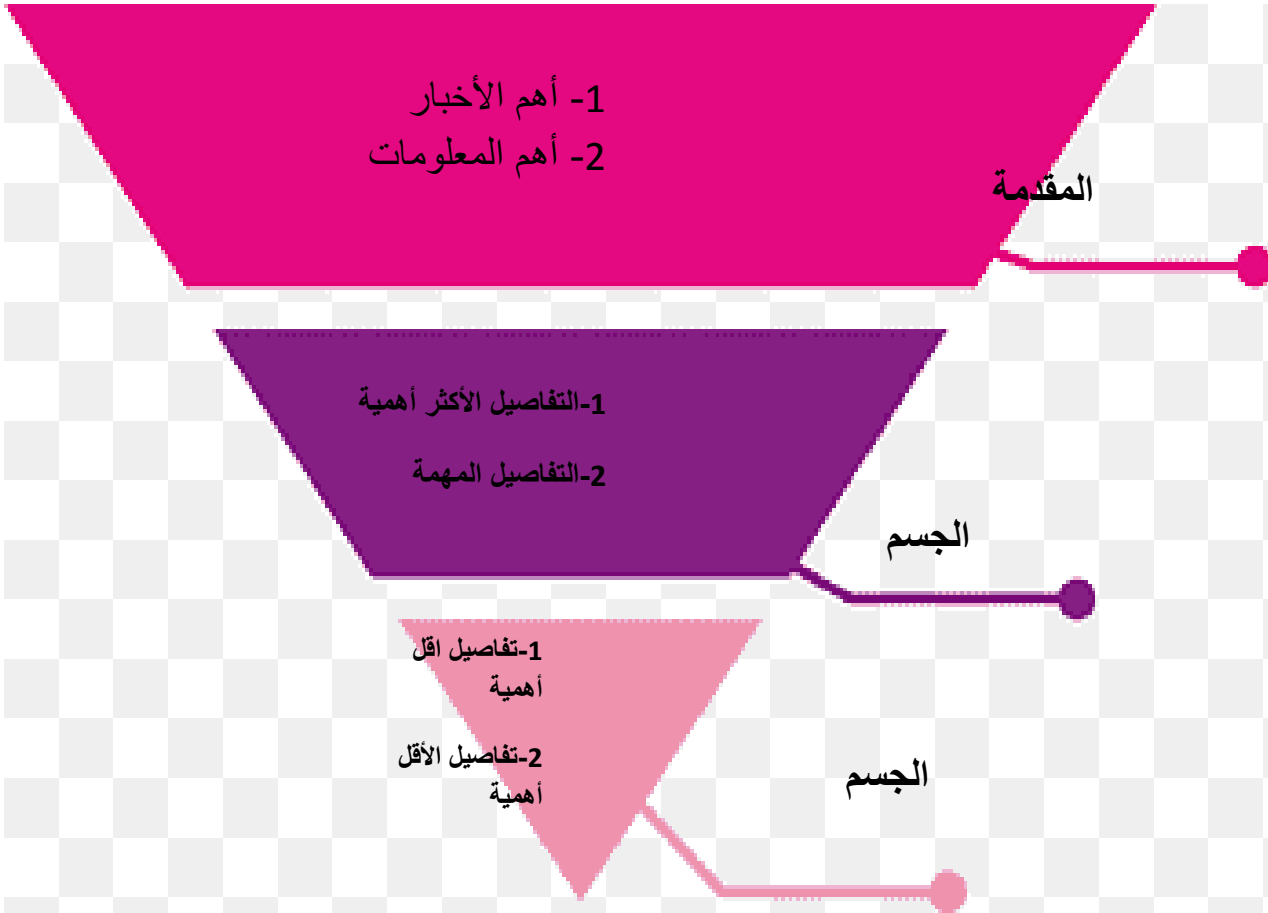 1- أهم الأخبار
2- أهم المعلومات
المقدمة
1-التفاصيل الأكثر أهمية
2-التفاصيل المهمة
الجسم
1-تفاصيل اقل
أهمية
2-تفاصيل الأقل
أهمية
الجسم